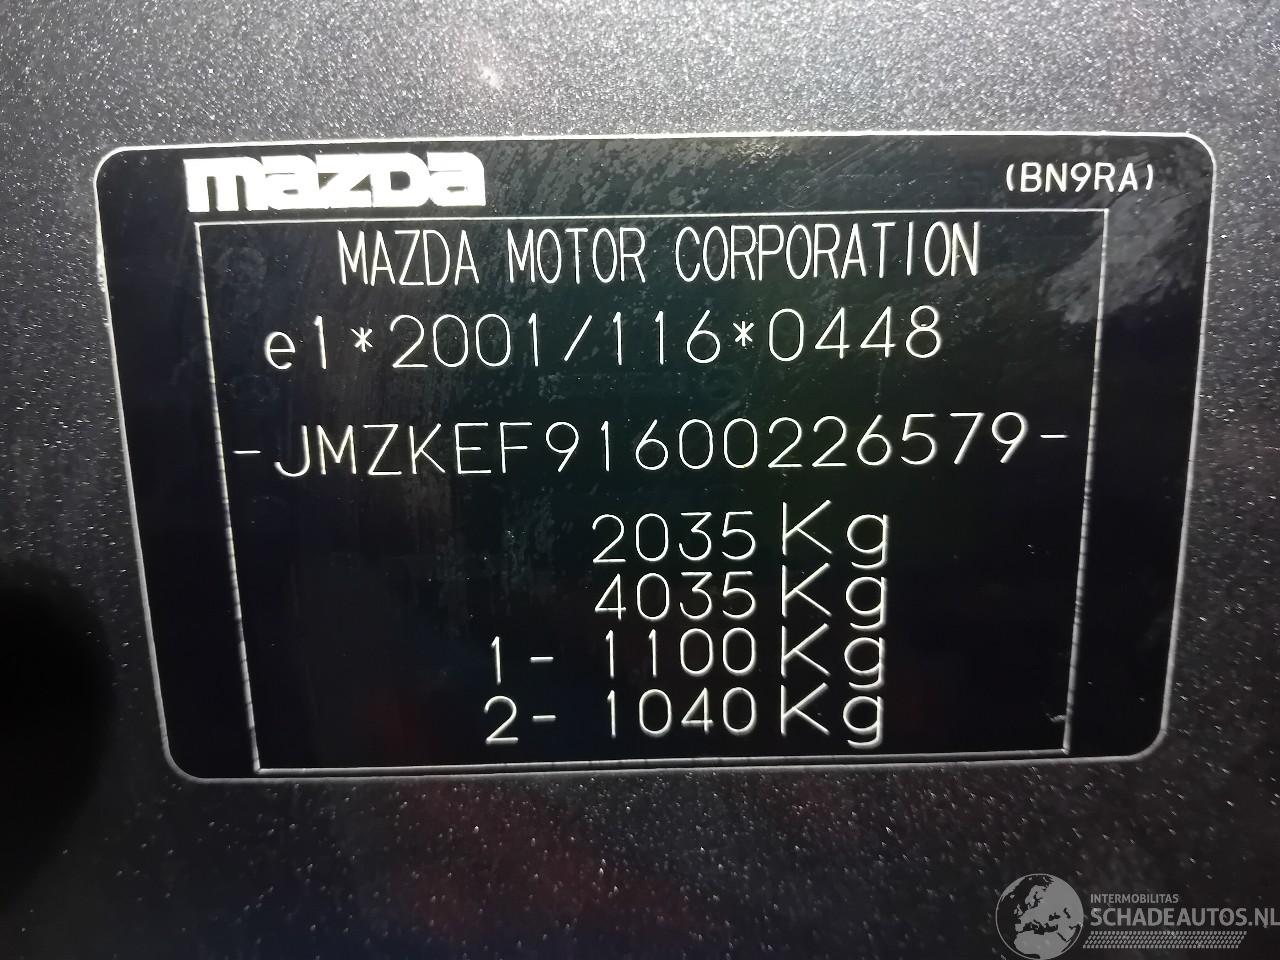 mazda (BN9RA)
MAZDA MOTOR CORPORATION
e1*2001/116*0448
-JMZKEF91600226579-
2035Kg
4035Kg
1- 1100Kg
2- 1040Kg
INTERMOBILITAS
SCHADEAUTOS.NL